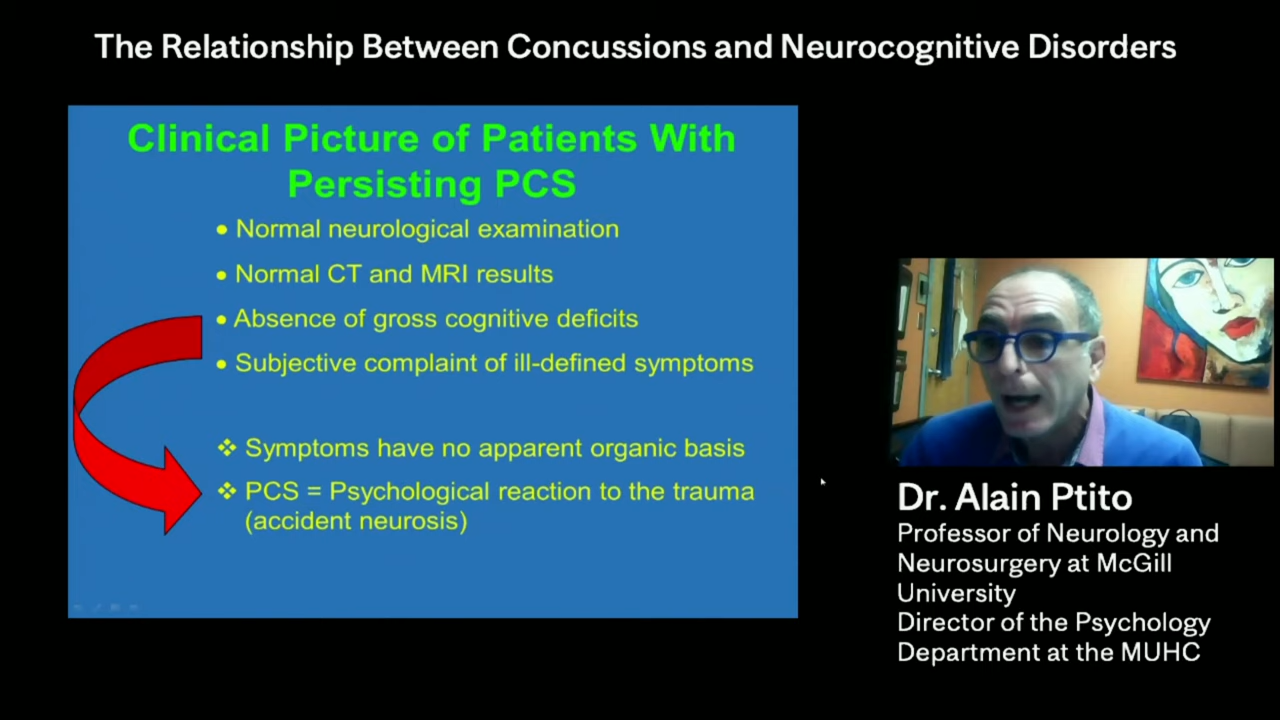 The Relationship Between Concussions and Neurocognitive Disorders
Clinical Picture of Patients With
Persisting PCS
• Normal neurological examination
• Normal CT and MRI results
• Absence of gross cognitive deficits
• Subjective complaint of ill-defined symptoms
❖ Symptoms have no apparent organic basis
❖ PCS = Psychological reaction to the trauma
(accident neurosis)
Dr. Alain Ptito
Professor of Neurology and
Neurosurgery at McGill
University
Director of the Psychology
Department at the MUHC